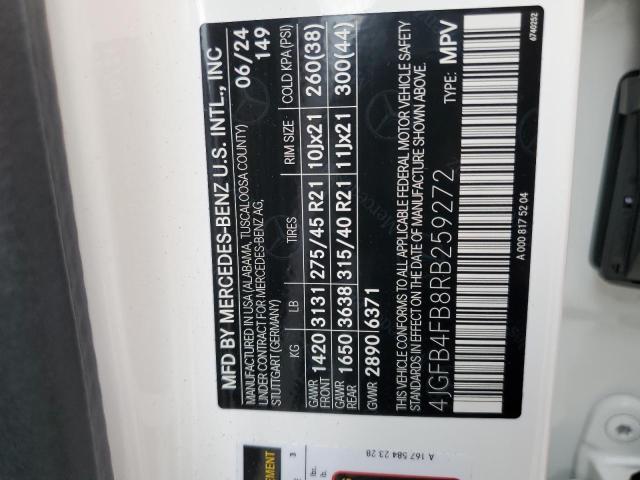 MFD BY MERCEDES-BENZ U.S. INTL., INC
MANUFACTURED IN USA (ALABAMA, TUSCALOOSA COUNTY)
UNDER CONTRACT FOR MERCEDES-BENZ AG,
STUTTGART (GERMANY)
06/24
149
KG LB TIRES RIM SIZE COLD KPA(PSI)
GAWR FRONT 1420 3131 275/45 R21 10Jx21 260(38)
GAWR REAR 1650 3638 315/40 R21 11Jx21 300(44)
GVWR 2890 6371
THIS VEHICLE CONFORMS TO ALL APPLICABLE FEDERAL MOTOR VEHICLE SAFETY
STANDARDS IN EFFECT ON THE DATE OF MANUFACTURE SHOWN ABOVE.
4JGFB4FB8RB259272 TYPE: MPV
A 000 817 52 04
6740252
A 167 584 23 28